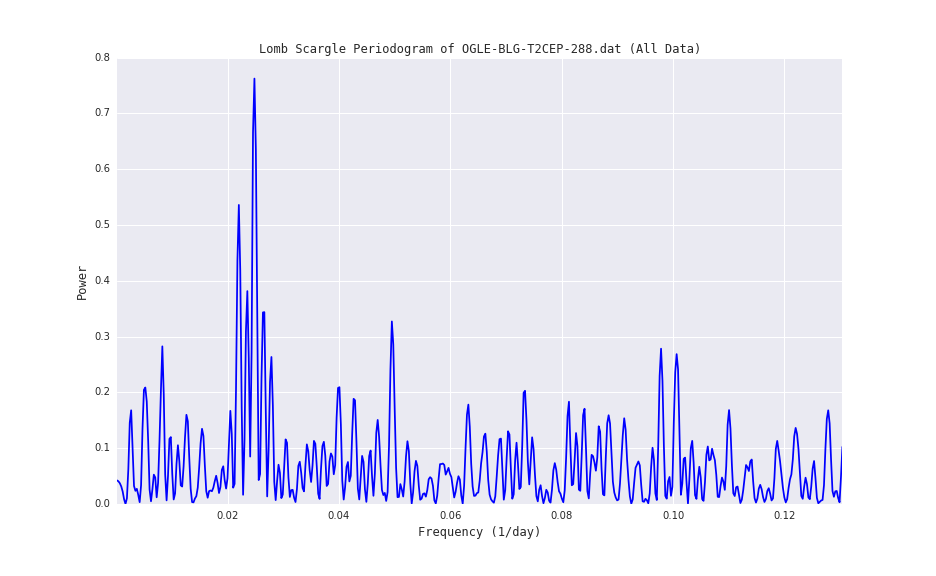 Lomb Scargle Periodogram of OGLE-BLG-T2CEP-288.dat (All Data)
0.8
0.7
0.6
0.5
0.4
0.3
0.2
0.1
0.0
Power
0.02 0.04 0.06 0.08 0.10 0.12
Frequency (1/day)